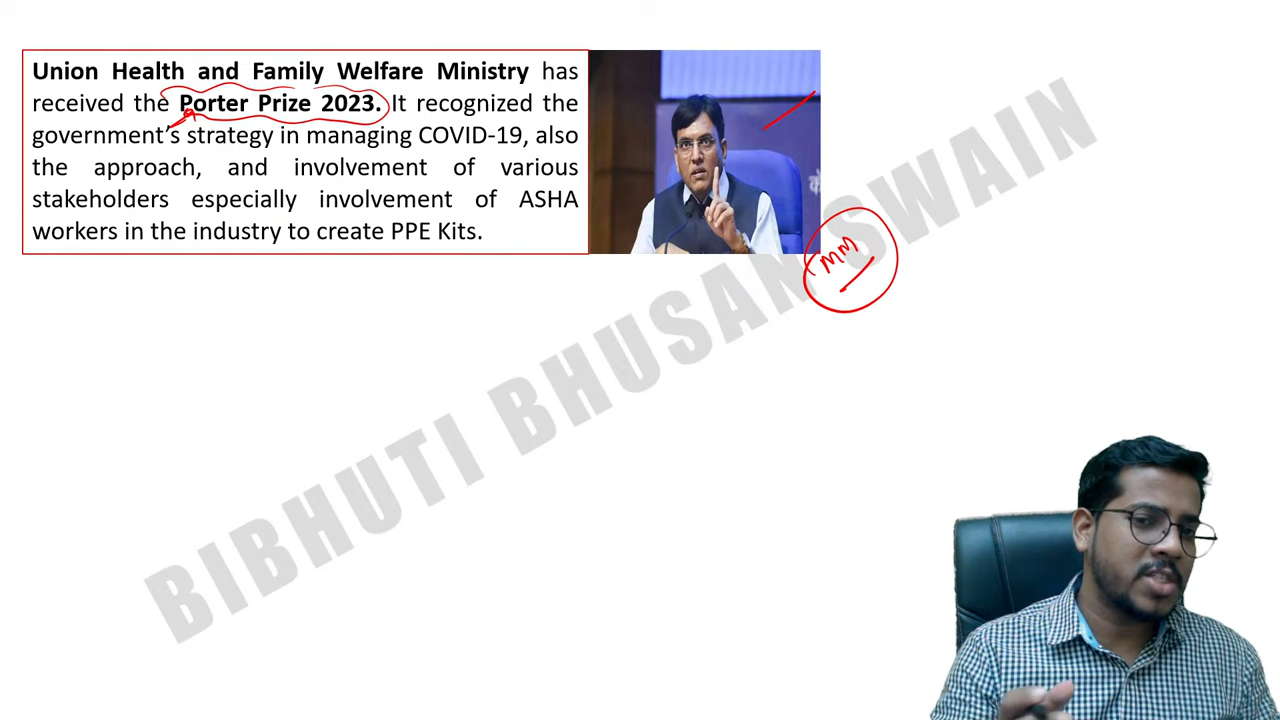 Union Health and Family Welfare Ministry has
received the Porter Prize 2023. It recognized the
government's strategy in managing COVID-19, also
the approach, and involvement of various
stakeholders especially involvement of ASHA
workers in the industry to create PPE Kits.
MM
BIBHUTI BHUSAN SWAIN